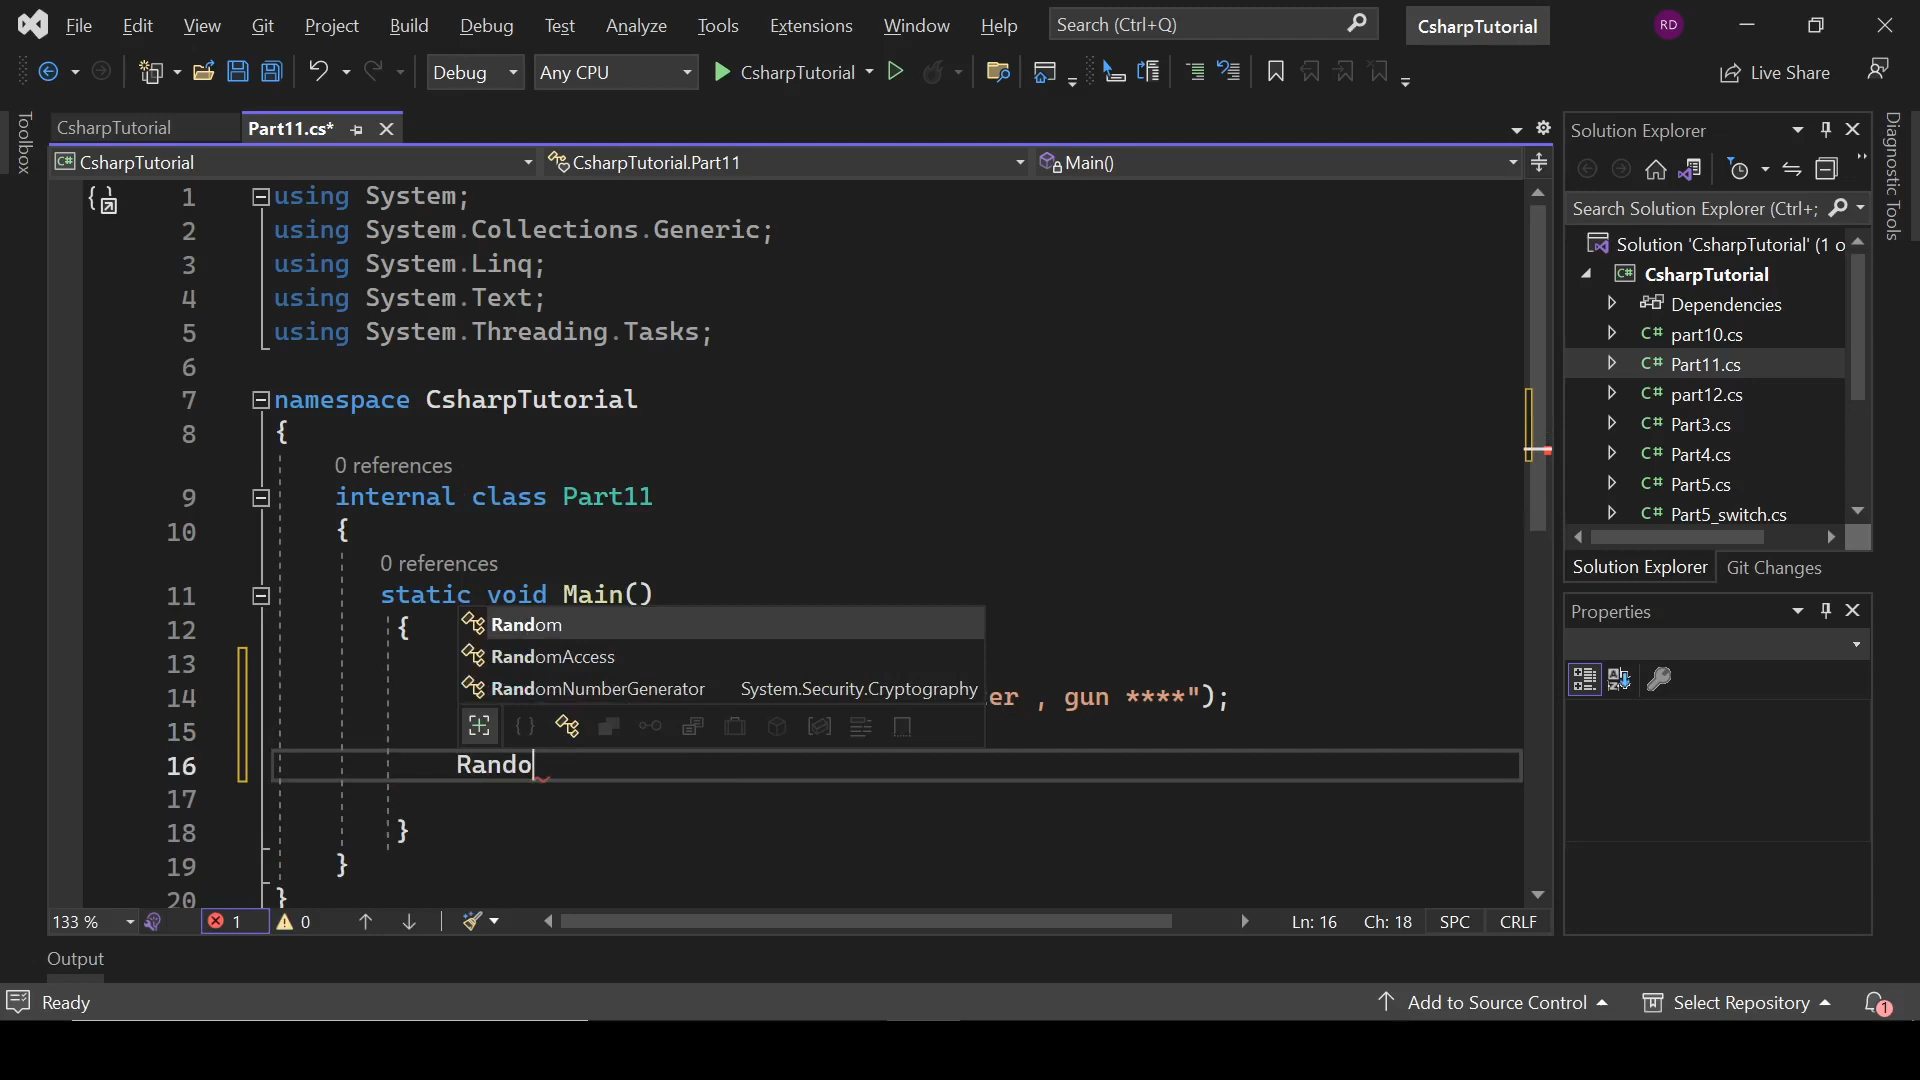 File Edit View Git Project Build Debug Test Analyze Tools Extensions Window Help Search (Ctrl+Q) CsharpTutorial RD
Debug Any CPU CsharpTutorial Live Share
Toolbox
CsharpTutorial Part11.cs*
CsharpTutorial CsharpTutorial.Part11 Main()
1 using System;
2 using System.Collections.Generic;
3 using System.Linq;
4 using System.Text;
5 using System.Threading.Tasks;
6
7 namespace CsharpTutorial
8 {
0 references
9 internal class Part11
10 {
0 references
11 static void Main()
12 {
13
14 er , gun ****");
15
16 Rando
17
18 }
19 }
20 }
Random
RandomAccess
RandomNumberGenerator System.Security.Cryptography
133 % 1 0 Ln: 16 Ch: 18 SPC CRLF
Solution Explorer
Search Solution Explorer (Ctrl+;
Solution 'CsharpTutorial' (1 o
C# CsharpTutorial
Dependencies
C# part10.cs
C# Part11.cs
C# part12.cs
C# Part3.cs
C# Part4.cs
C# Part5.cs
C# Part5_switch.cs
Solution Explorer Git Changes
Properties
Diagnostic Tools
Output
Ready Add to Source Control Select Repository 1